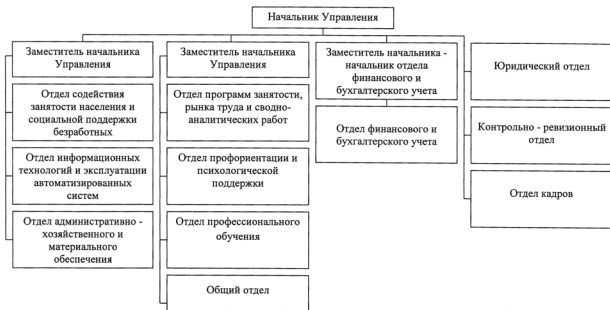 Начальник Управления
Заместитель начальника
Управления
Отдел содействия
занятости населения и
социальной поддержки
безработных
Отдел информационных
технологий и эксплуатации
автоматизированных
систем
Отдел административно -
хозяйственного и
материального
обеспечения
Заместитель начальника
Управления
Отдел программ занятости,
рынка труда и сводно-
аналитических работ
Отдел профориентации и
психологической
поддержки
Отдел профессионального
обучения
Общий отдел
Заместитель начальника -
начальник отдела
финансового и
бухгалтерского учета
Отдел финансового и
бухгалтерского учета
Юридический отдел
Контрольно - ревизионный
отдел
Отдел кадров